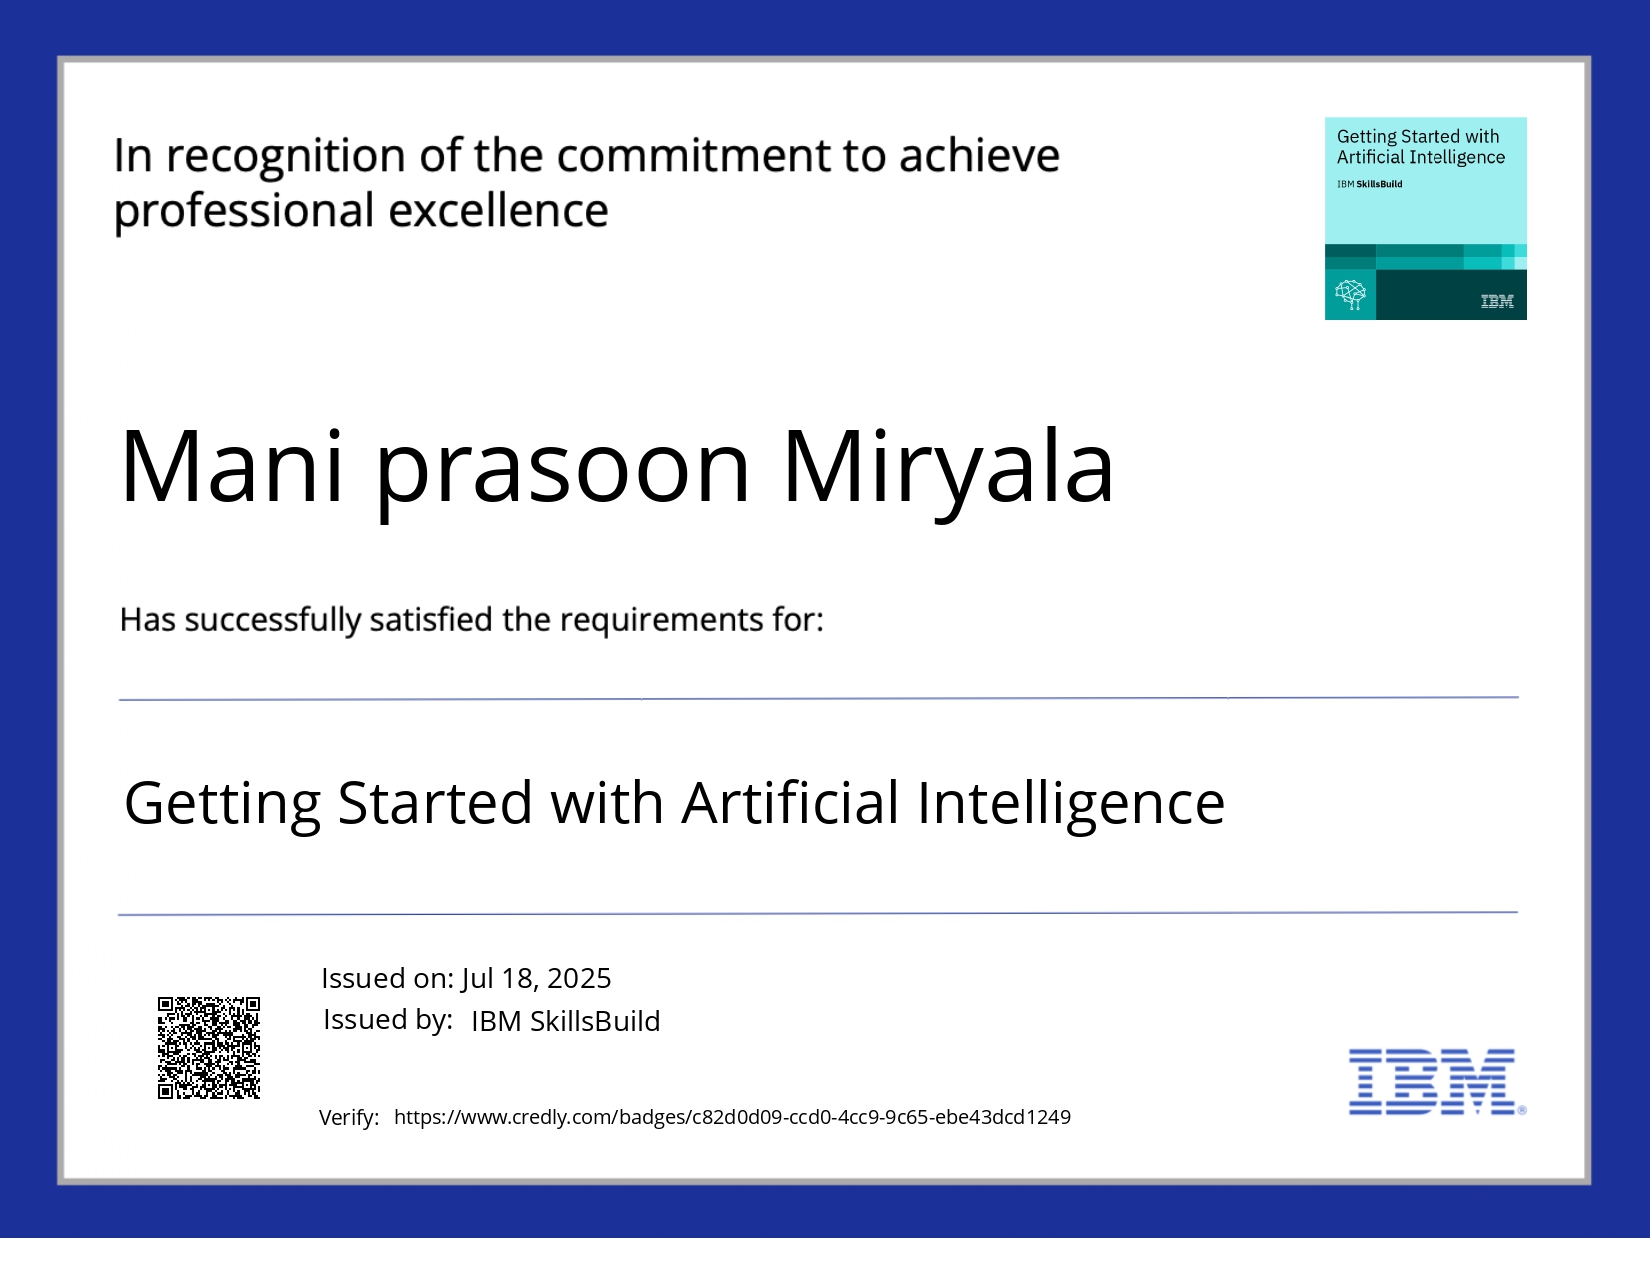 In recognition of the commitment to achieve
professional excellence
Getting Started with
Artificial Intelligence
IBM SkillsBuild
IBM
Mani prasoon Miryala
Has successfully satisfied the requirements for:
Getting Started with Artificial Intelligence
Issued on: Jul 18, 2025
Issued by: IBM SkillsBuild
Verify: https://www.credly.com/badges/c82d0d09-ccd0-4cc9-9c65-ebe43dcd1249
IBM®